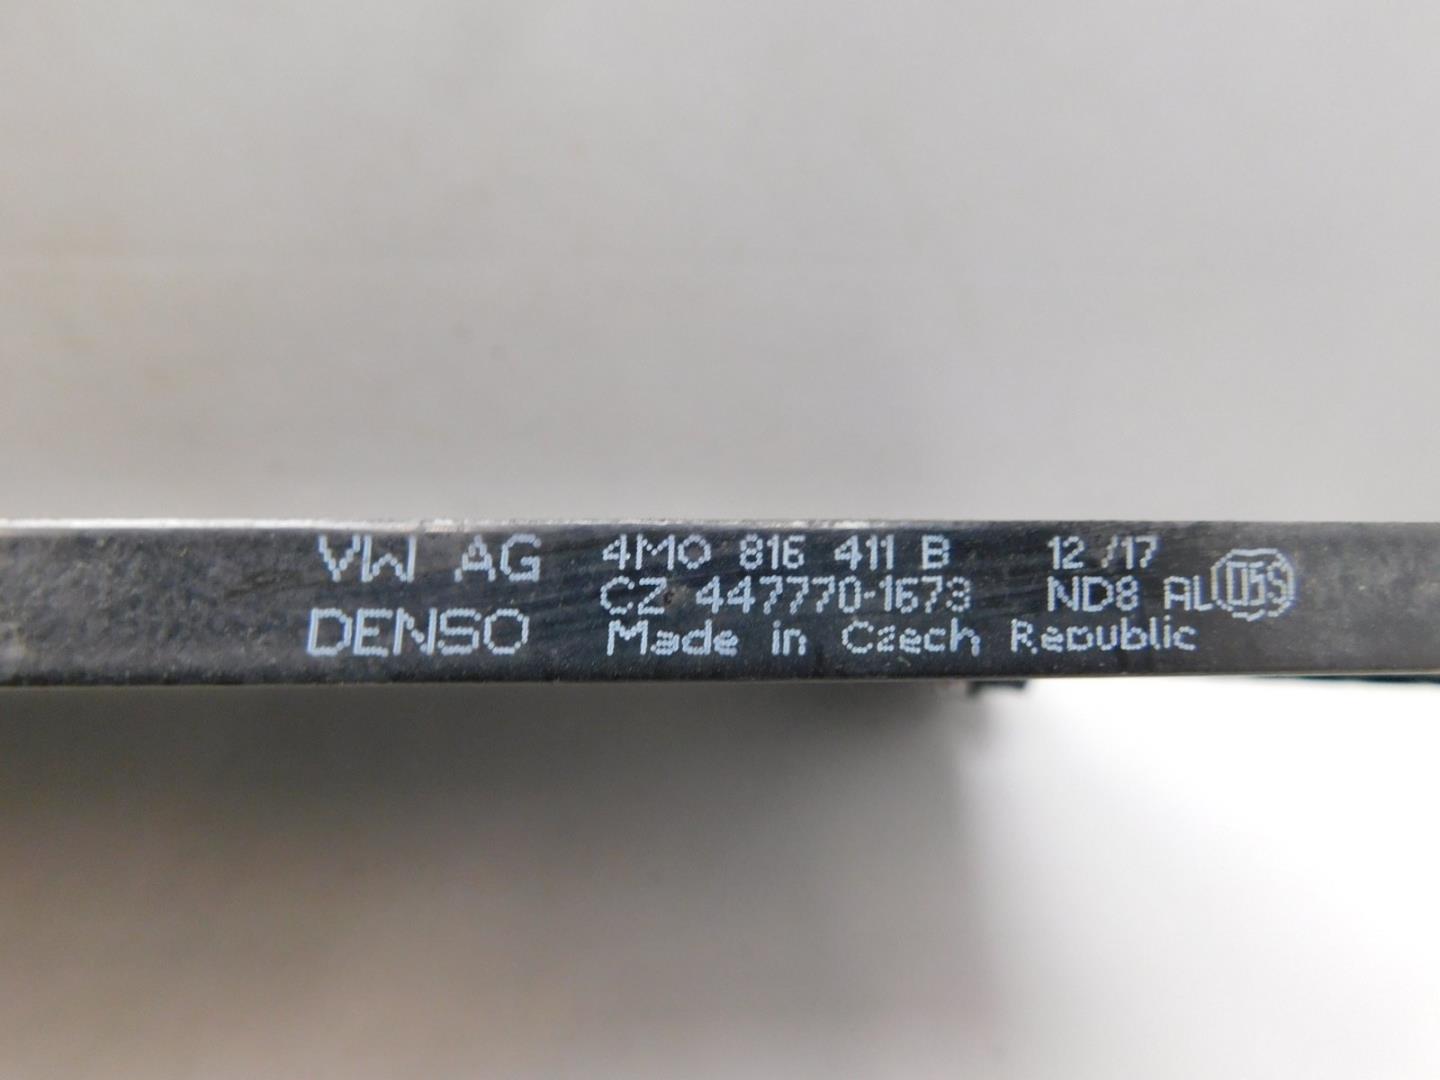 VW AG 4M0 816 411 B 12/17
CZ 447770-1673 ND8 AL
DENSO Made in Czech Republic